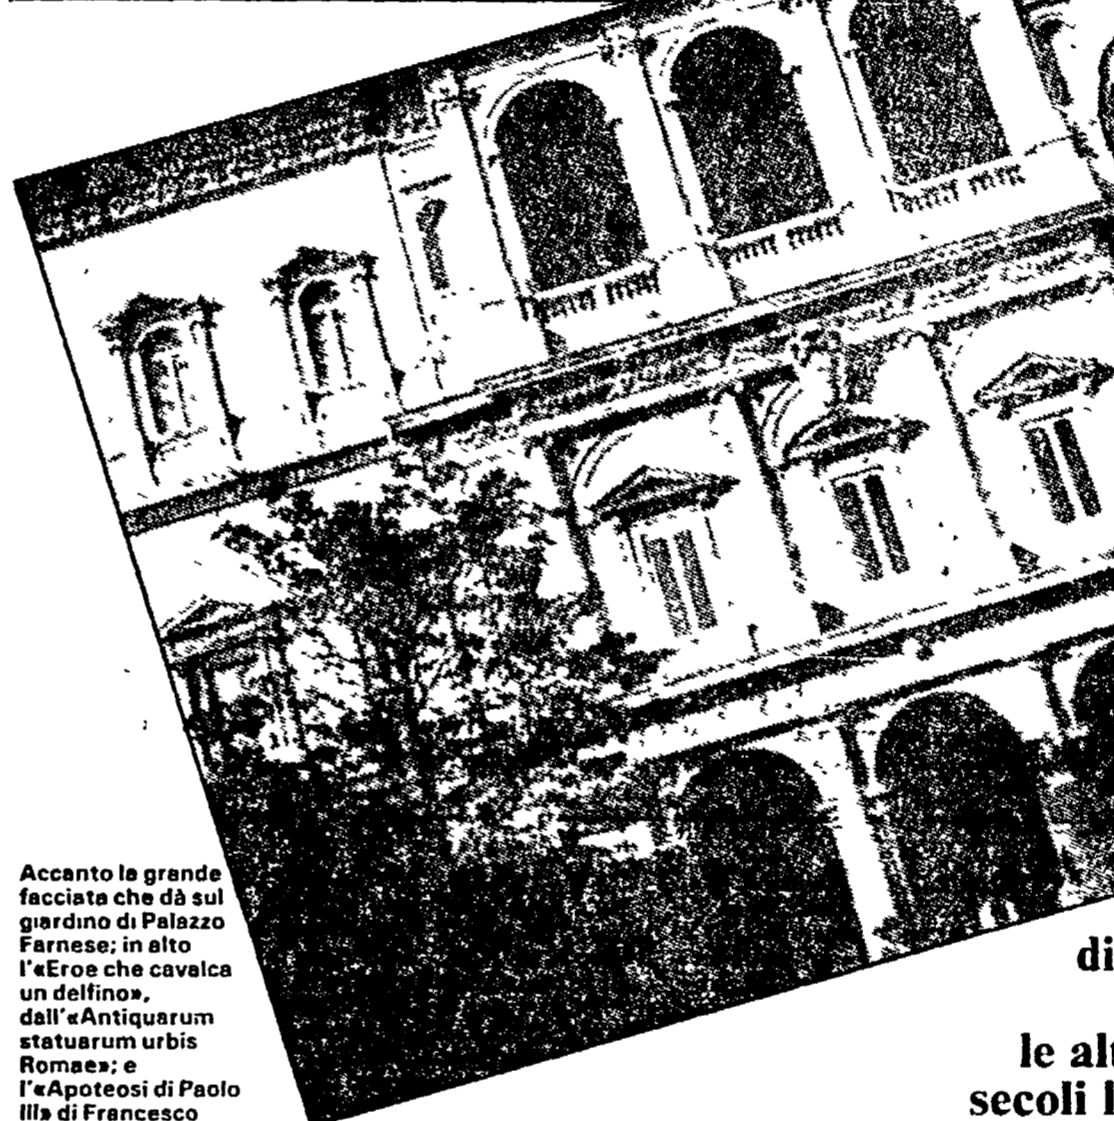 Accanto la grande
facciata che dà sul
giardino di Palazzo
Farnese; in alto
l'«Eroe che cavalca
un delfino»,
dall'«Antiquarum
statuarum urbis
Romae»; e
l'«Apoteosi di Paolo
III» di Francesco
di
le alt
secoli l